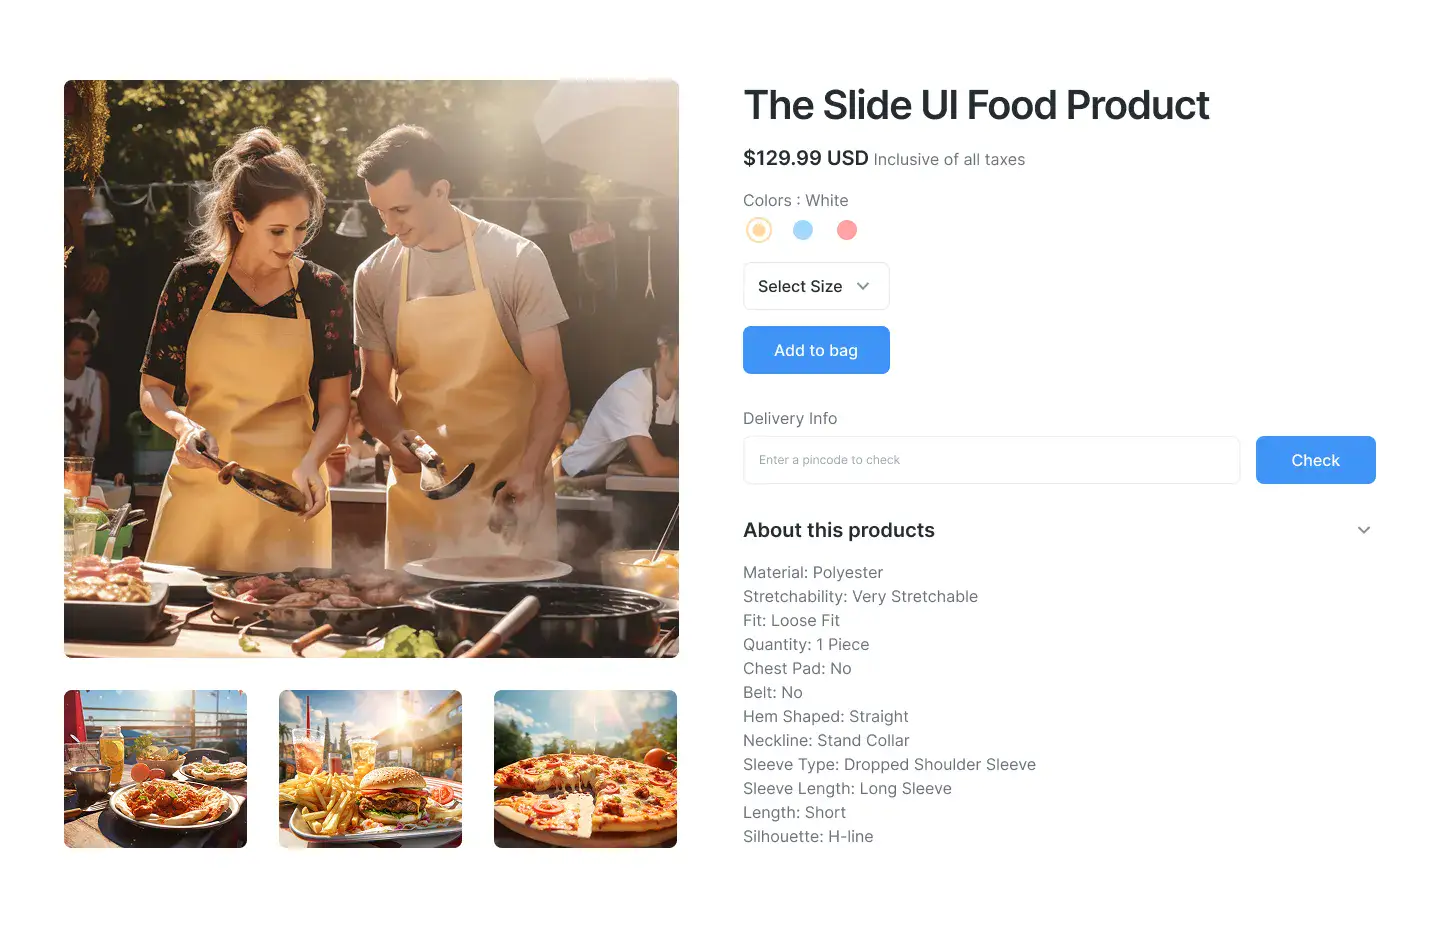 The Slide UI Food Product
$129.99 USD Inclusive of all taxes
Colors : White
Select Size
Add to bag
Delivery Info
Enter a pincode to check
Check
About this products
Material: Polyester
Stretchability: Very Stretchable
Fit: Loose Fit
Quantity: 1 Piece
Chest Pad: No
Belt: No
Hem Shaped: Straight
Neckline: Stand Collar
Sleeve Type: Dropped Shoulder Sleeve
Sleeve Length: Long Sleeve
Length: Short
Silhouette: H-line